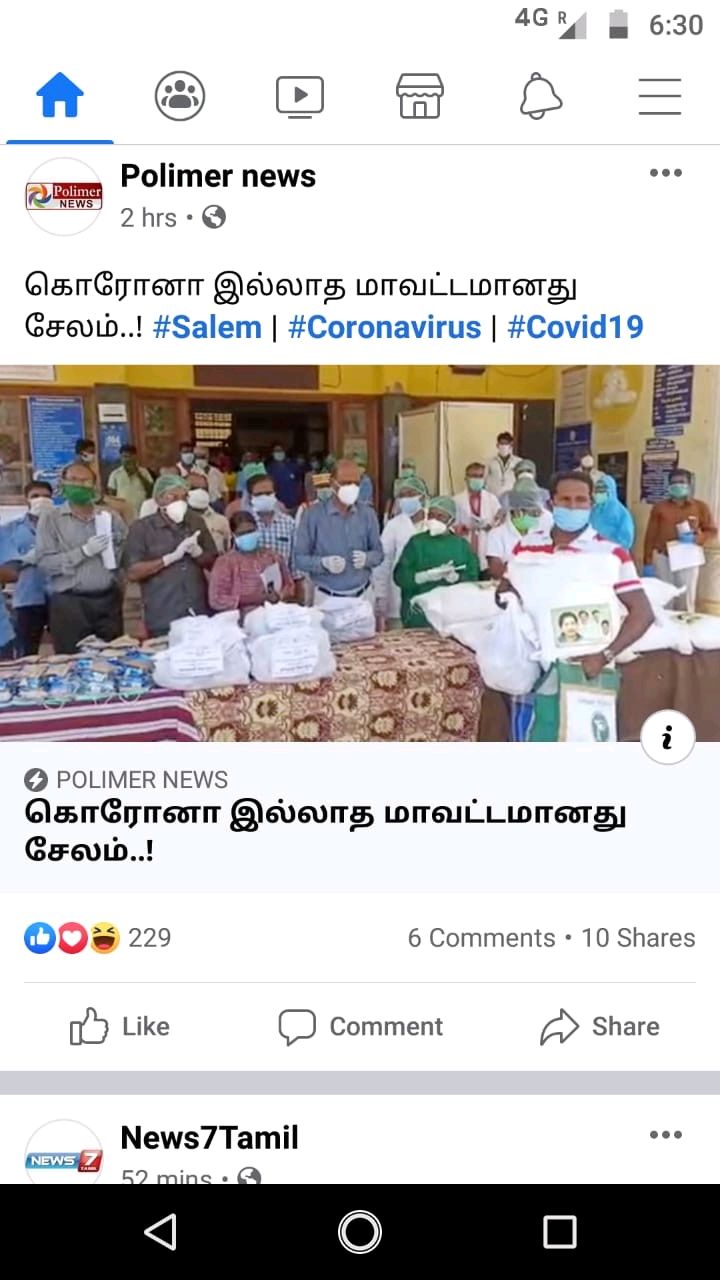 4G R 6:30
Polimer NEWS
Polimer news
2 hrs •
கொரோனா இல்லாத மாவட்டமானது
சேலம்..! #Salem | #Coronavirus | #Covid19
POLIMER NEWS
கொரோனா இல்லாத மாவட்டமானது
சேலம்..!
229 6 Comments • 10 Shares
Like Comment Share
NEWS 7 TAMIL
News7Tamil
52 mins •